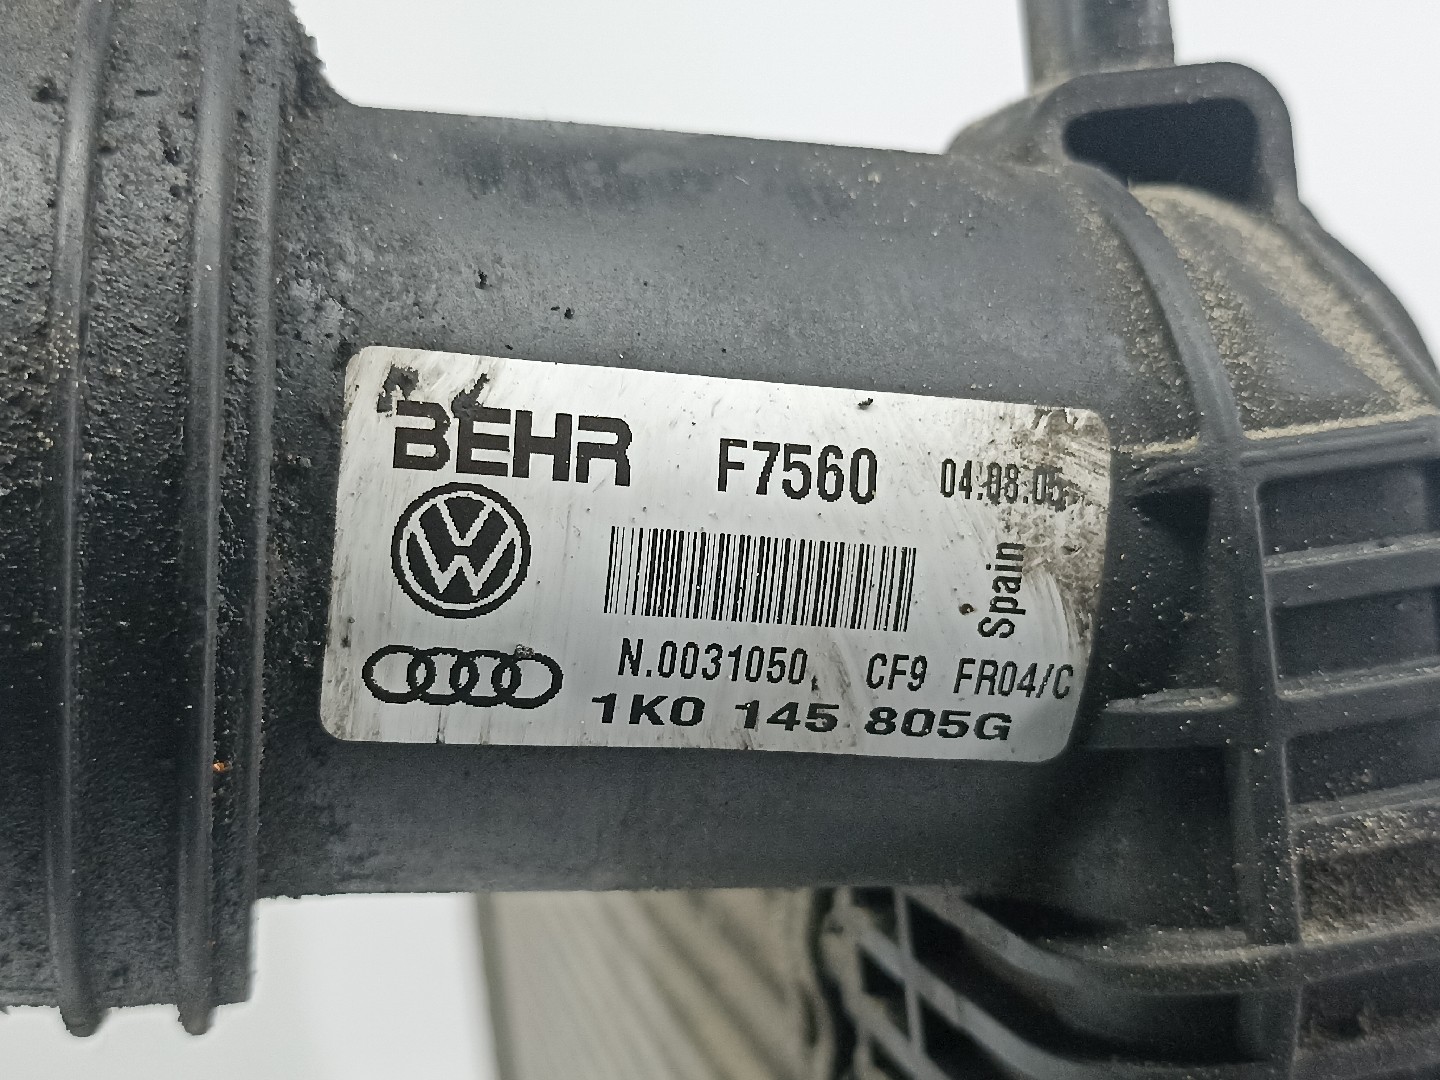 BEHR F7560 04.08.05
Spain
N.0031050 CF9 FR04/C
1K0 145 805G